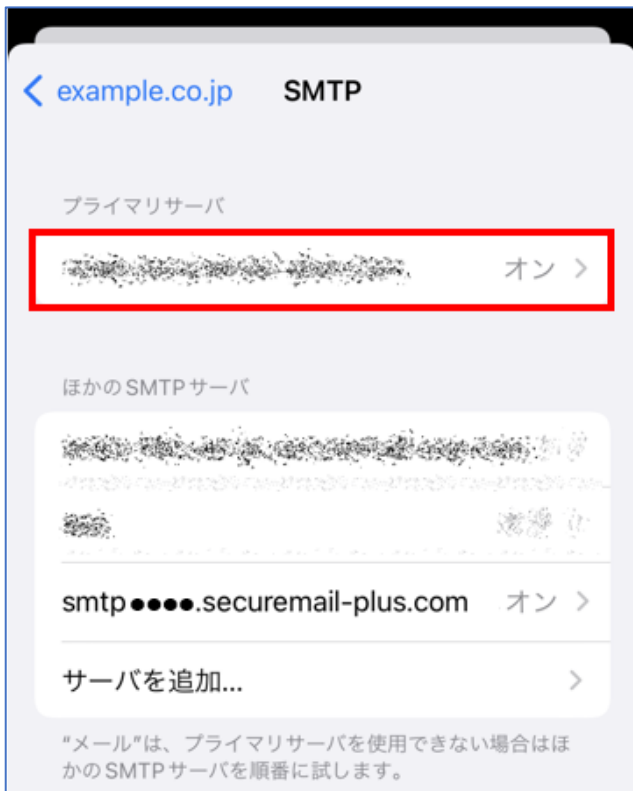 example.co.jp SMTP
プライマリサーバ
オン
ほかのSMTPサーバ
smtp●●●●.securemail-plus.com オン
サーバを追加...
“メール”は、プライマリサーバを使用できない場合はほ
かのSMTPサーバを順番に試します。